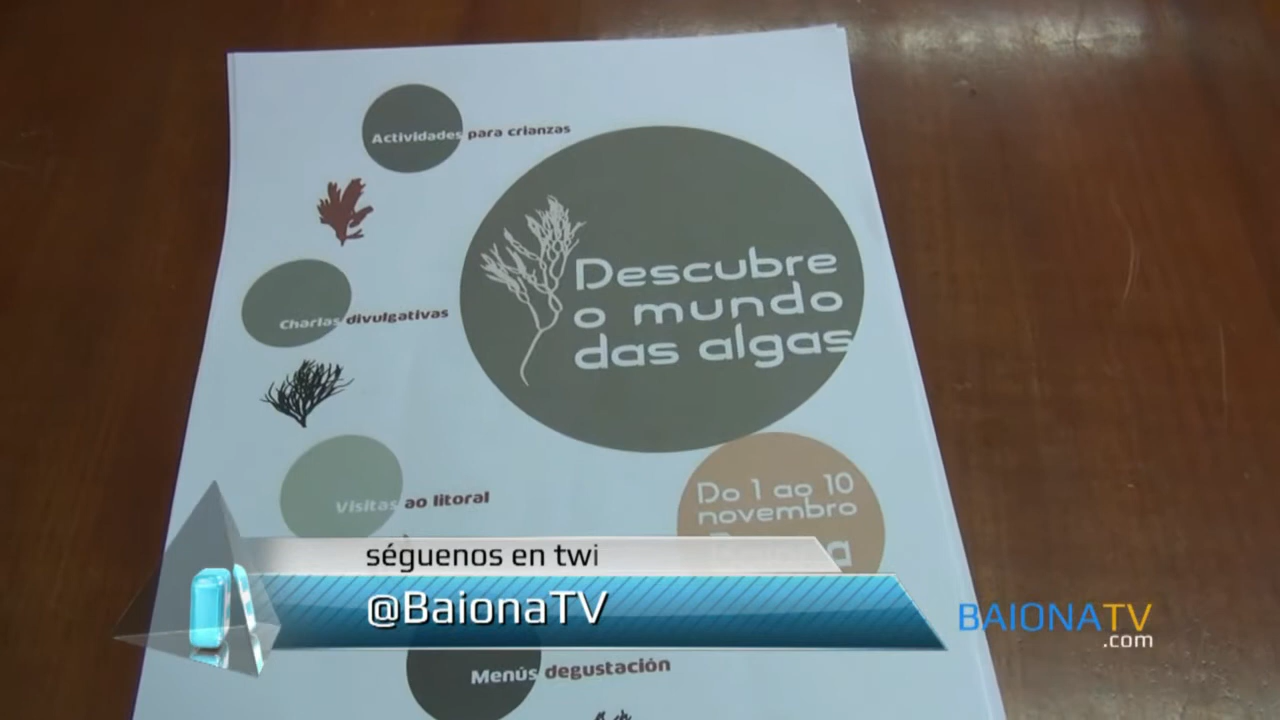 Actividades para crianzas
Descubre
o mundo
das algas
Charlas divulgativas
Visitas ao litoral
Do 1 ao 10
novembro
séguenos en twi
@BaionaTV
BAIONATV
.com
Menús degustación